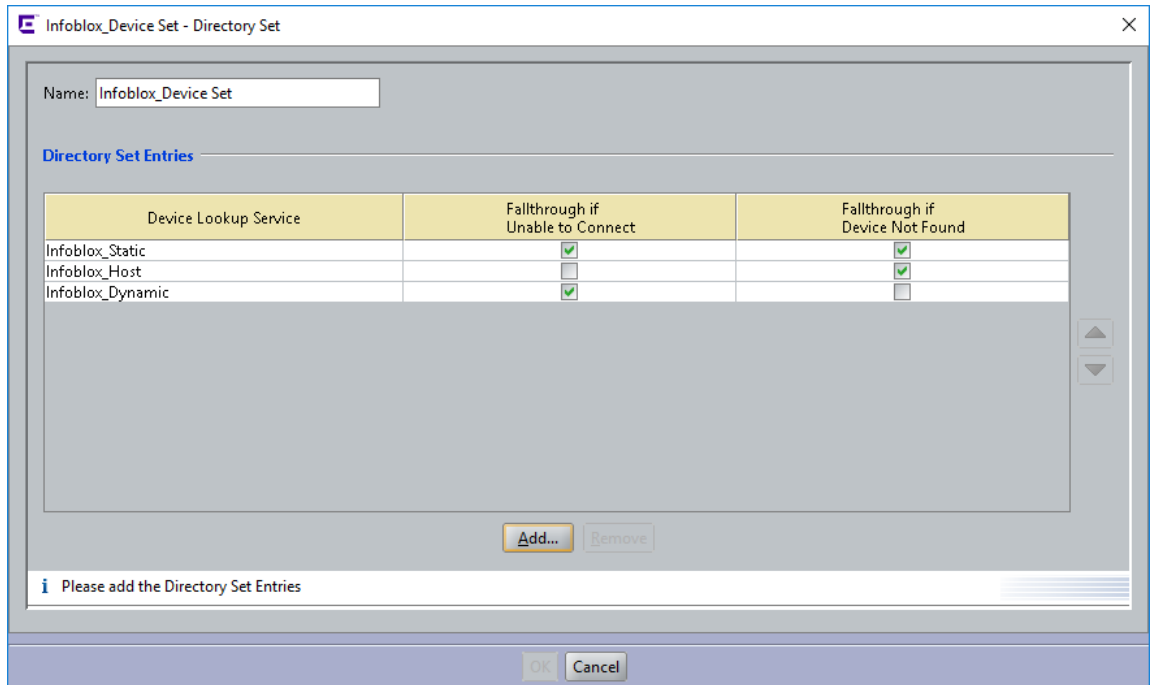 Infoblox_Device Set - Directory Set
Name: Infoblox_Device Set
Directory Set Entries
Device Lookup Service
Fallthrough if
Unable to Connect
Fallthrough if
Device Not Found
Infoblox_Static
Infoblox_Host
Infoblox_Dynamic
Add... Remove
i Please add the Directory Set Entries
OK Cancel